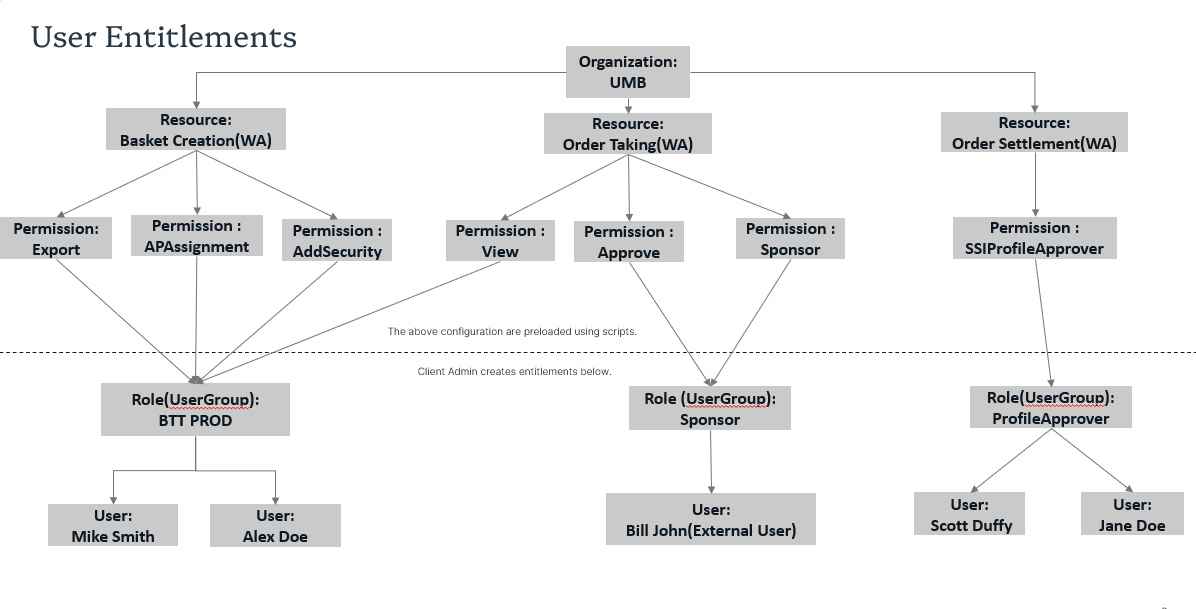 User Entitlements
Organization:
UMB
Resource:
Basket Creation(WA)
Resource:
Order Taking(WA)
Resource:
Order Settlement(WA)
Permission:
Export
Permission :
APAssignment
Permission :
AddSecurity
Permission :
View
Permission :
Approve
Permission :
Sponsor
Permission :
SSIProfileApprover
The above configuration are preloaded using scripts.
Client Admin creates entitlements below.
Role(UserGroup):
BTT PROD
Role (UserGroup):
Sponsor
Role(UserGroup):
ProfileApprover
User:
Mike Smith
User:
Alex Doe
User:
Bill John(External User)
User:
Scott Duffy
User:
Jane Doe